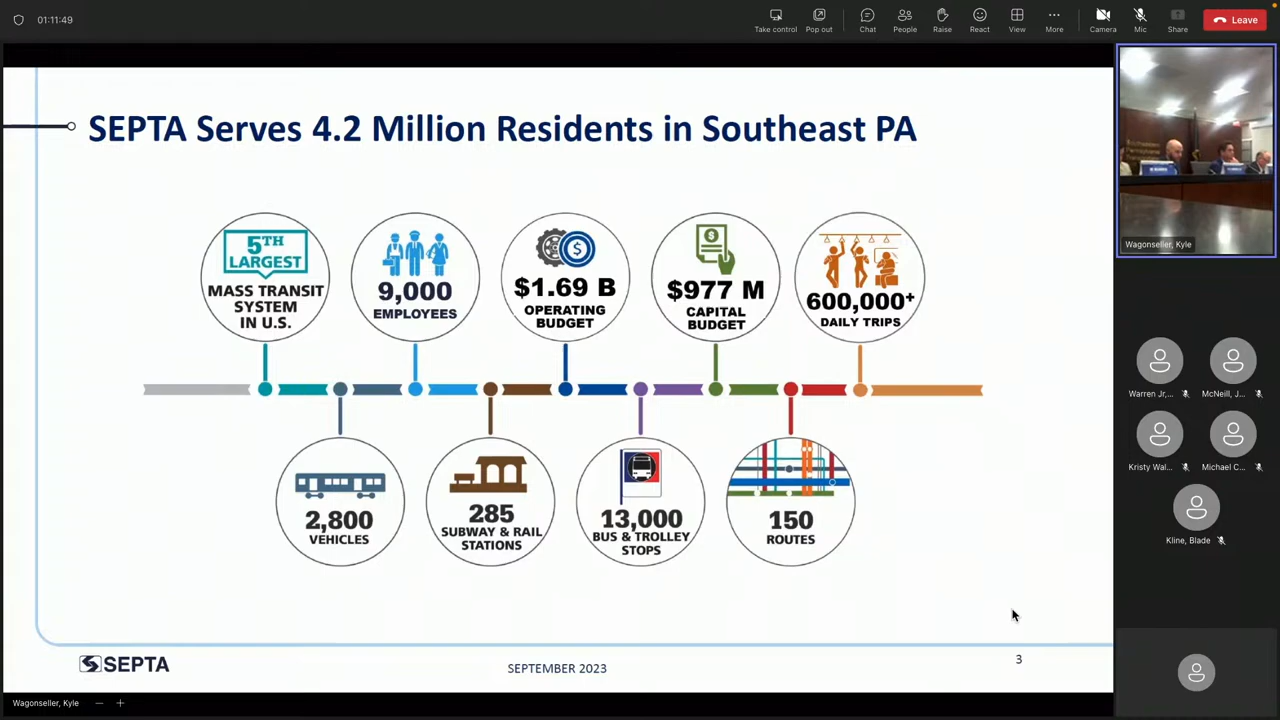 01:11:49
Take control
Pop out
Chat
People
Raise
React
View
More
Camera
Mic
Share
Leave
SEPTA Serves 4.2 Million Residents in Southeast PA
5TH
LARGEST
MASS TRANSIT
SYSTEM
IN U.S.
9,000
EMPLOYEES
$1.69 B
OPERATING
BUDGET
$977 M
CAPITAL
BUDGET
600,000+
DAILY TRIPS
2,800
VEHICLES
285
SUBWAY & RAIL
STATIONS
13,000
BUS & TROLLEY
STOPS
150
ROUTES
SEPTA
SEPTEMBER 2023
3
Wagonseller, Kyle
Wagonseller, Kyle
Warren Jr,...
McNeill, J...
Kristy Wal...
Michael C...
Kline, Blade